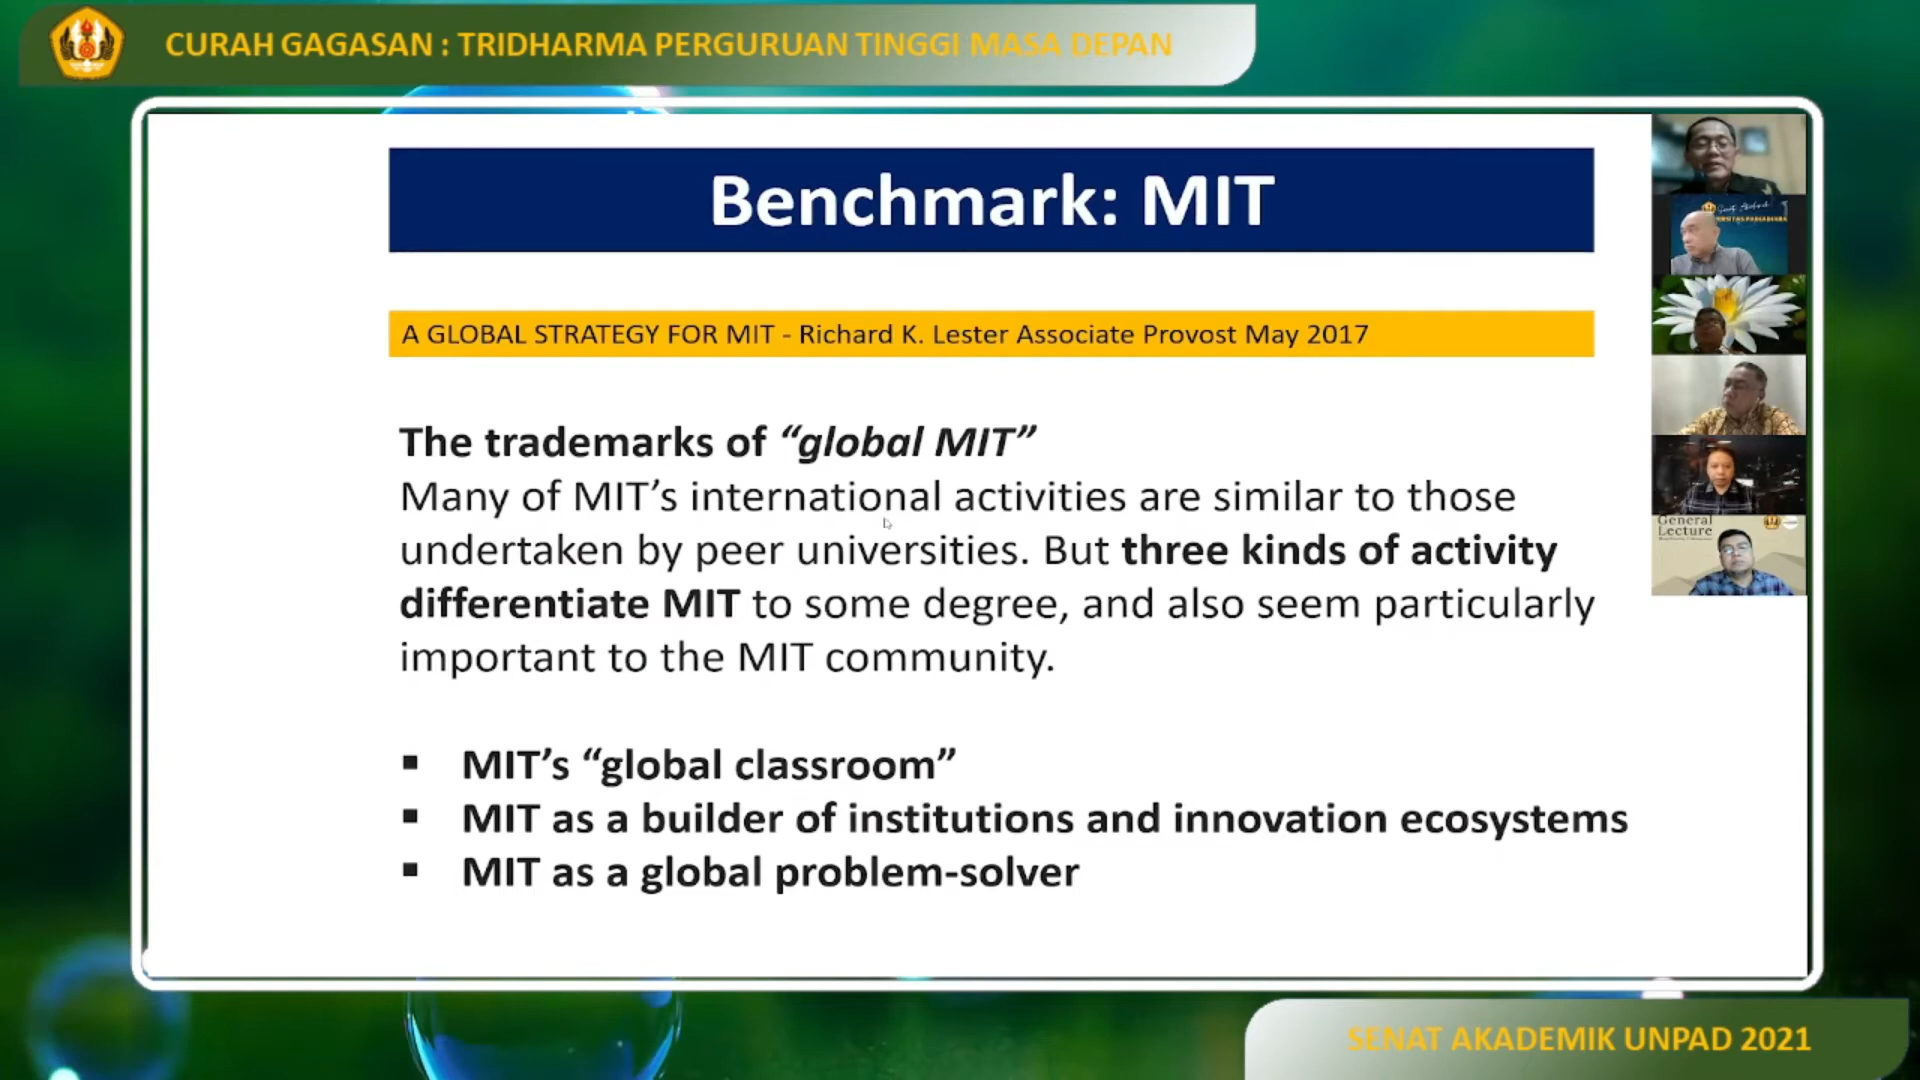 CURAH GAGASAN : TRIDHARMA PERGURUAN TINGGI MASA DEPAN
Benchmark: MIT
A GLOBAL STRATEGY FOR MIT - Richard K. Lester Associate Provost May 2017
The trademarks of “global MIT”
Many of MIT’s international activities are similar to those
undertaken by peer universities. But three kinds of activity
differentiate MIT to some degree, and also seem particularly
important to the MIT community.
▪ MIT’s “global classroom”
▪ MIT as a builder of institutions and innovation ecosystems
▪ MIT as a global problem-solver
General
Lecture
SENAT AKADEMIK UNPAD 2021